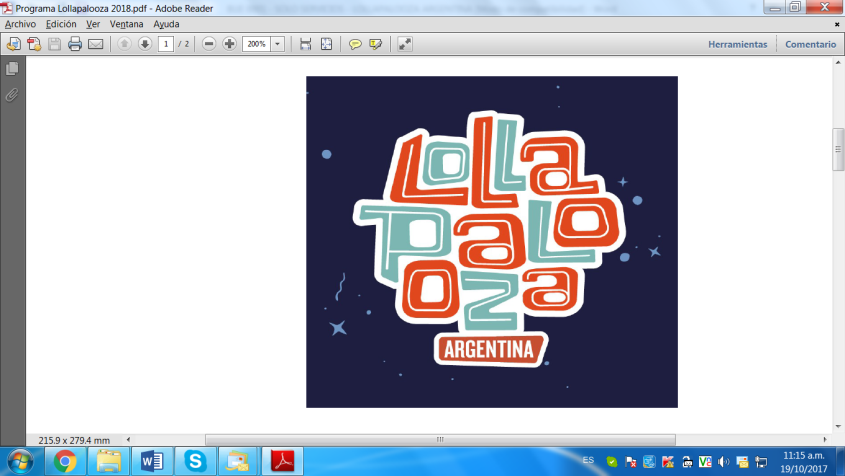 Programa Lollapalooza 2018.pdf - Adobe Reader
Archivo Edición Ver Ventana Ayuda
1 / 2 200% Herramientas Comentario
LOLLA
PALO
OZA
ARGENTINA
215.9 x 279.4 mm
ES 11:15 a.m.
19/10/2017